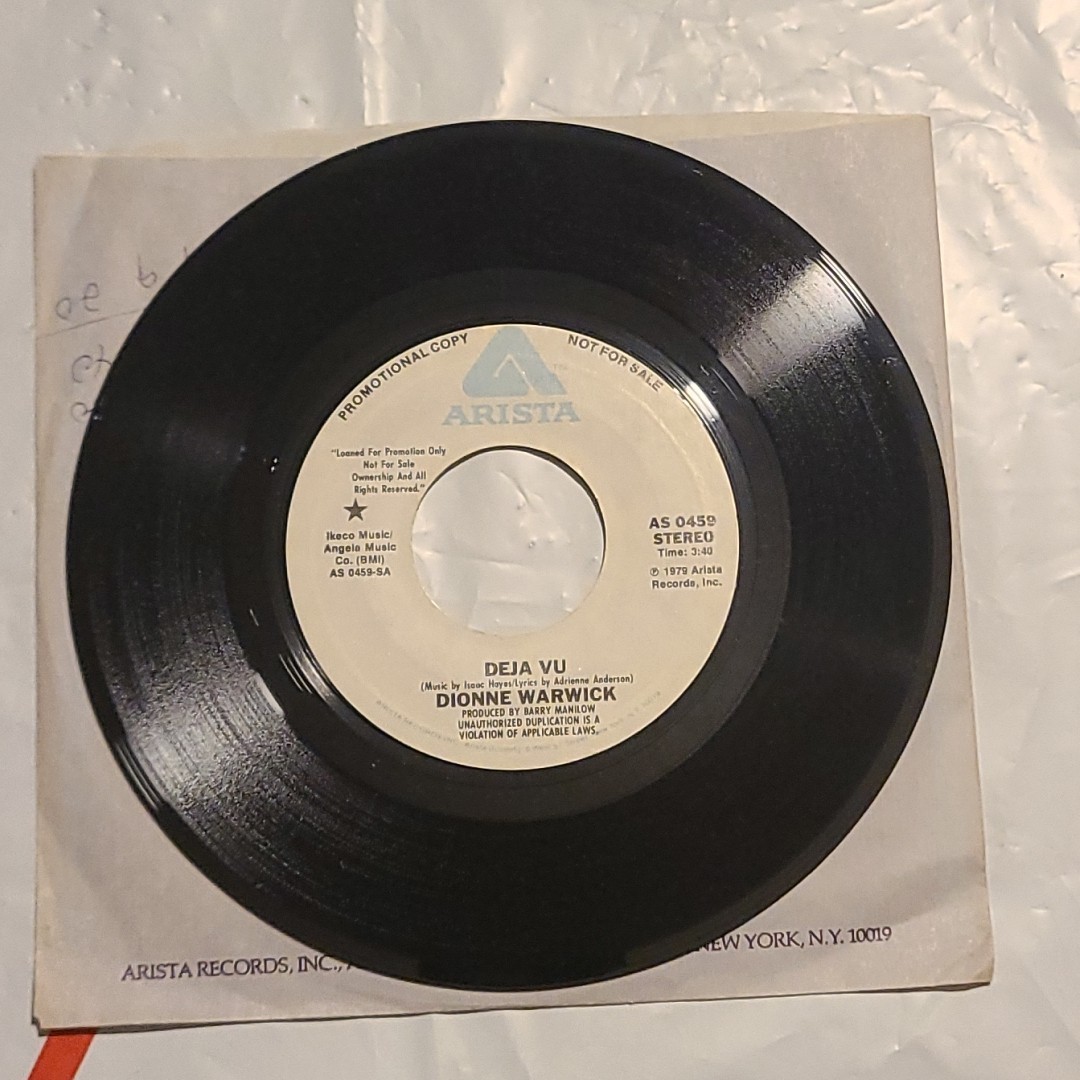 PROMOTIONAL COPY
NOT FOR SALE
ARISTA
"Loaned For Promotion Only
Not For Sale
Ownership And All
Rights Reserved."
Ikeco Music/
Angela Music
Co. (BMI)
AS 0459-SA
AS 0459
STEREO
Time: 3:40
℗ 1979 Arista
Records, Inc.
DEJA VU
(Music by Isaac Hayes/Lyrics by Adrienne Anderson)
DIONNE WARWICK
PRODUCED BY BARRY MANILOW
UNAUTHORIZED DUPLICATION IS A
VIOLATION OF APPLICABLE LAWS.
ARISTA RECORDS, INC., NEW YORK, N.Y. 10019